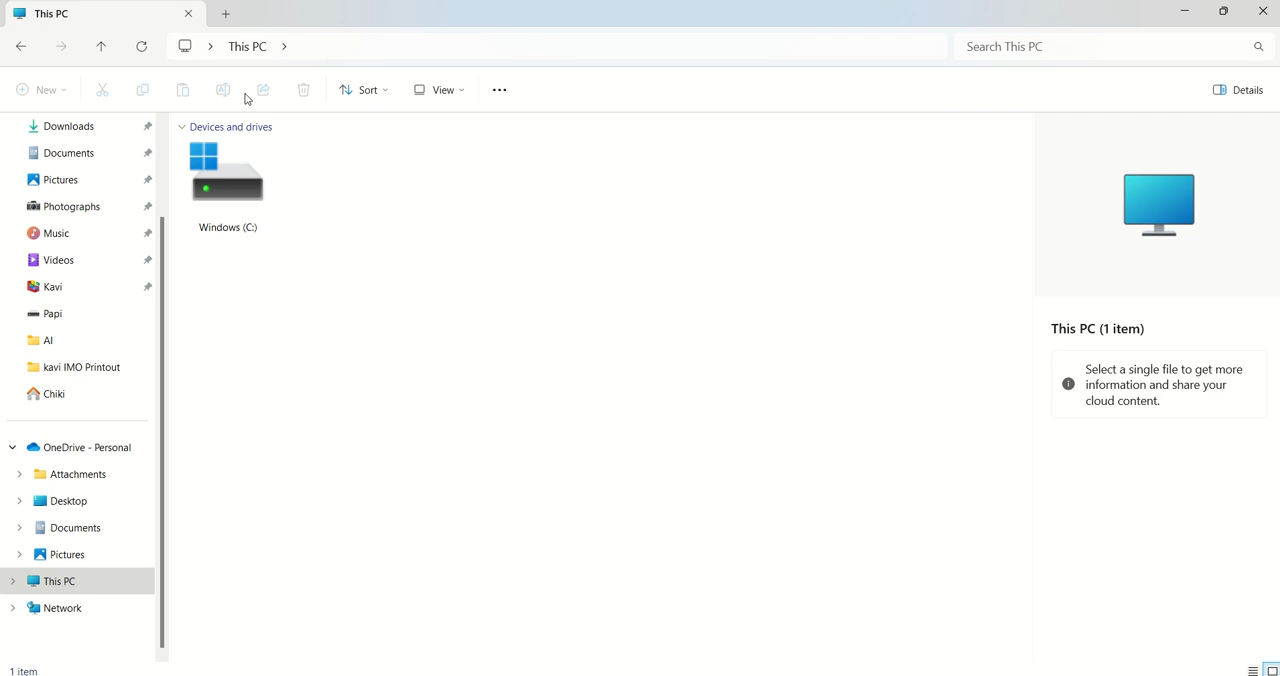 This PC
This PC
Search This PC
New
Sort
View
Details
Downloads
Documents
Pictures
Photographs
Music
Videos
Kavi
Papi
AI
kavi IMO Printout
Chiki
OneDrive - Personal
Attachments
Desktop
Documents
Pictures
This PC
Network
Devices and drives
Windows (C:)
This PC (1 item)
Select a single file to get more
information and share your
cloud content.
1 item